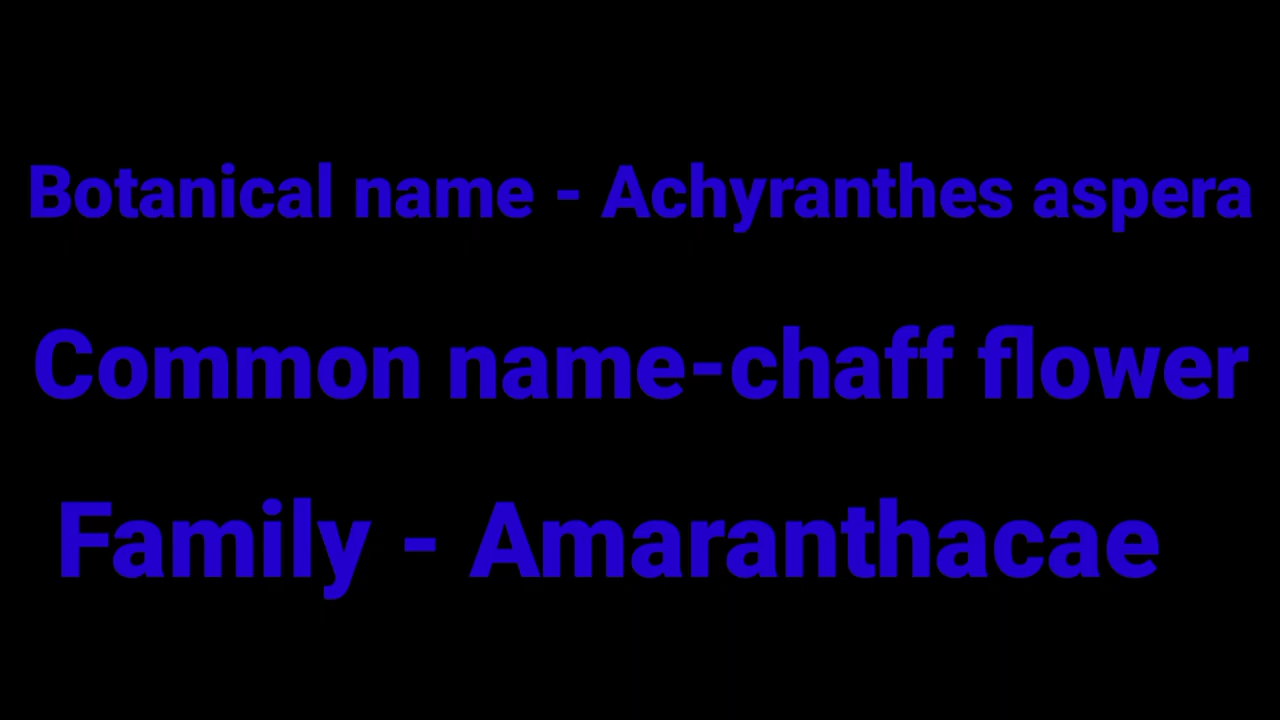 Botanical name - Achyranthes aspera
Common name-chaff flower
Family - Amaranthacae